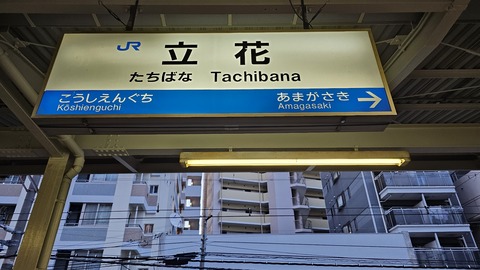 JR 立花
たちばな Tachibana
こうしえんぐち あまがさき
Kōshienguchi Amagasaki